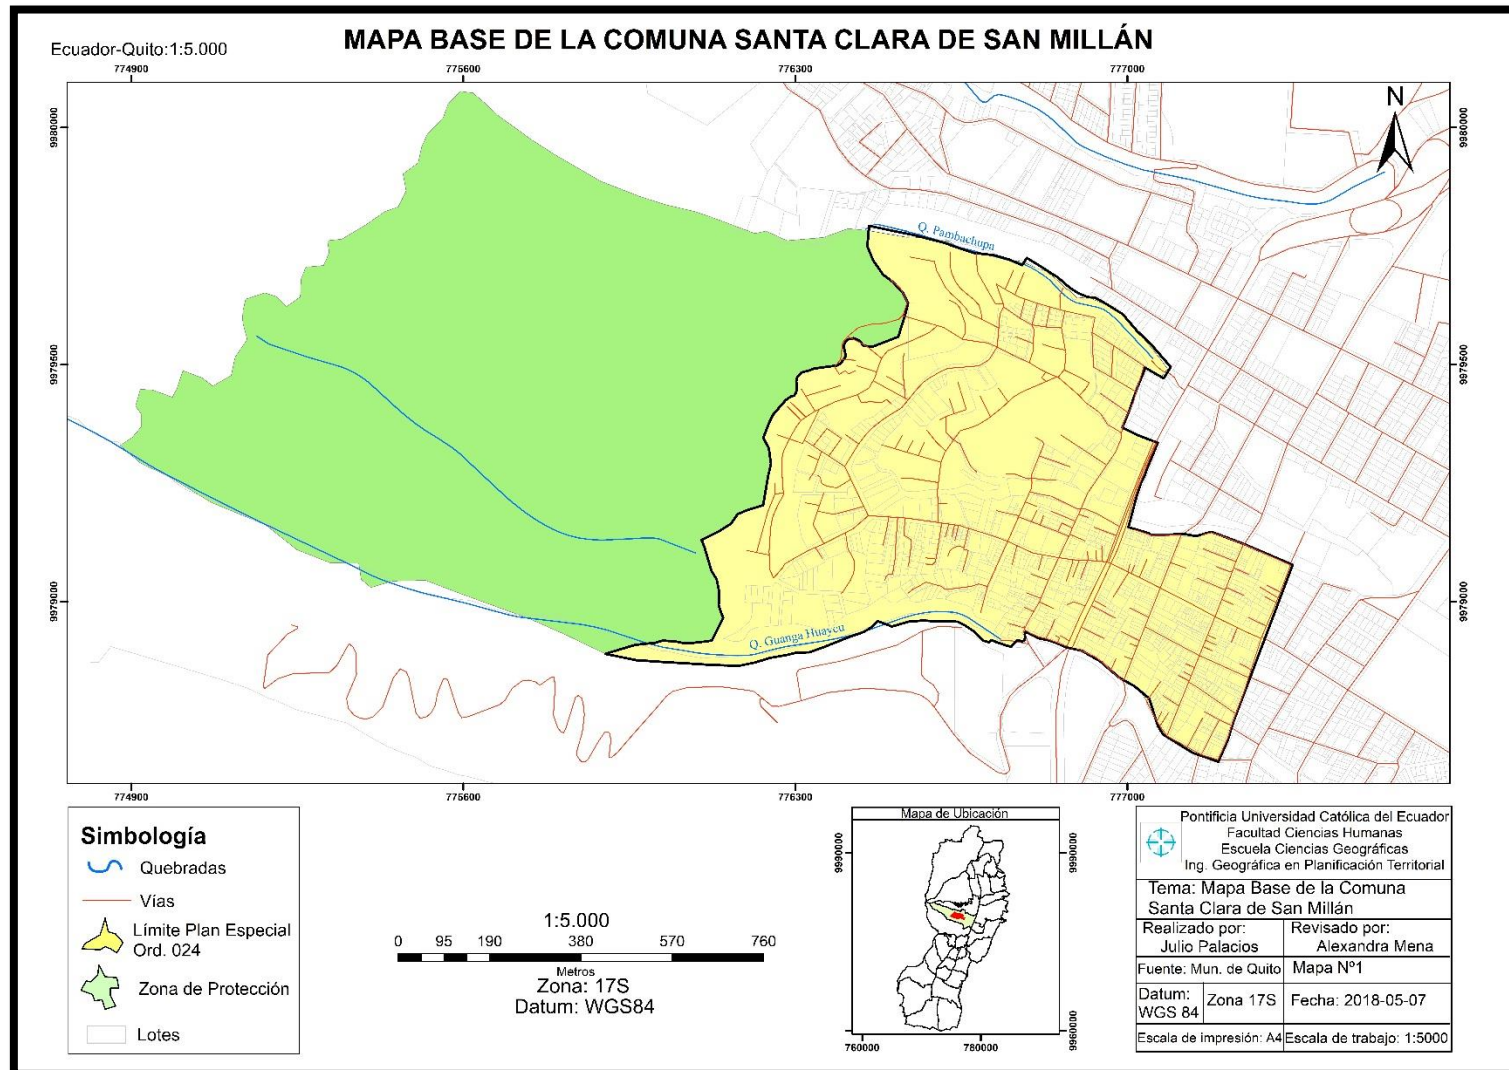 MAPA BASE DE LA COMUNA SANTA CLARA DE SAN MILLÁN
Ecuador-Quito:1:5.000
774900 775600 776300 777000
9980000 9980000
9979500 9979500
9979000 9979000
N
Q. Pambachupa
Q. Guanga Huaycu
774900 775600 776300 777000
Simbología
Quebradas
Vías
Límite Plan Especial
Ord. 024
Zona de Protección
Lotes
1:5.000
0 95 190 380 570 760
Metros
Zona: 17S
Datum: WGS84
Mapa de Ubicación
9990000 9990000
9960000
760000 780000
Pontificia Universidad Católica del Ecuador
Facultad Ciencias Humanas
Escuela Ciencias Geográficas
Ing. Geográfica en Planificación Territorial
Tema: Mapa Base de la Comuna
Santa Clara de San Millán
Realizado por:
Julio Palacios
Revisado por:
Alexandra Mena
Fuente: Mun. de Quito
Mapa Nº1
Datum:
WGS 84
Zona 17S
Fecha: 2018-05-07
Escala de impresión: A4
Escala de trabajo: 1:5000